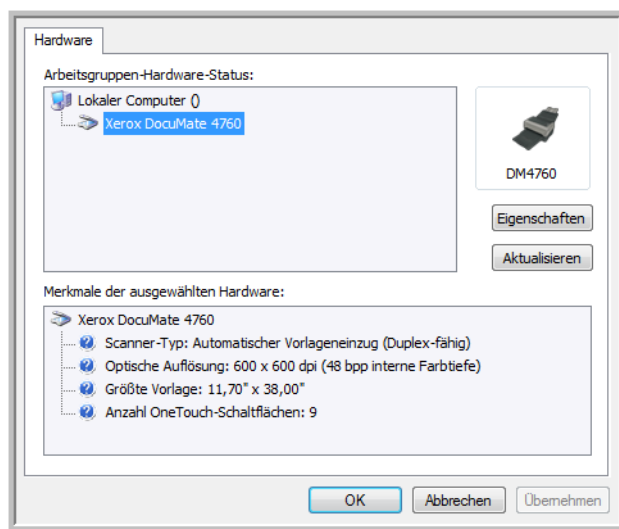 Hardware
Arbeitsgruppen-Hardware-Status:
Lokaler Computer ()
Xerox DocuMate 4760
DM4760
Eigenschaften
Aktualisieren
Merkmale der ausgewählten Hardware:
Xerox DocuMate 4760
Scanner-Typ: Automatischer Vorlageneinzug (Duplex-fähig)
Optische Auflösung: 600 x 600 dpi (48 bpp interne Farbtiefe)
Größte Vorlage: 11,70" x 38,00"
Anzahl OneTouch-Schaltflächen: 9
OK
Abbrechen
Übernehmen